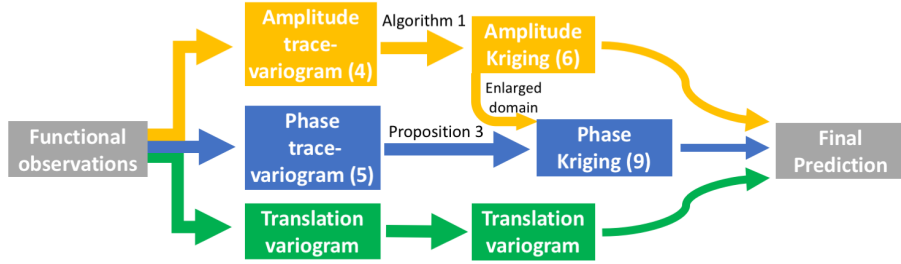 Functional
observations
Amplitude
trace-
variogram (4)
Algorithm 1
Amplitude
Kriging (6)
Enlarged
domain
Phase
trace-
variogram (5)
Proposition 3
Phase
Kriging (9)
Translation
variogram
Translation
variogram
Final
Prediction